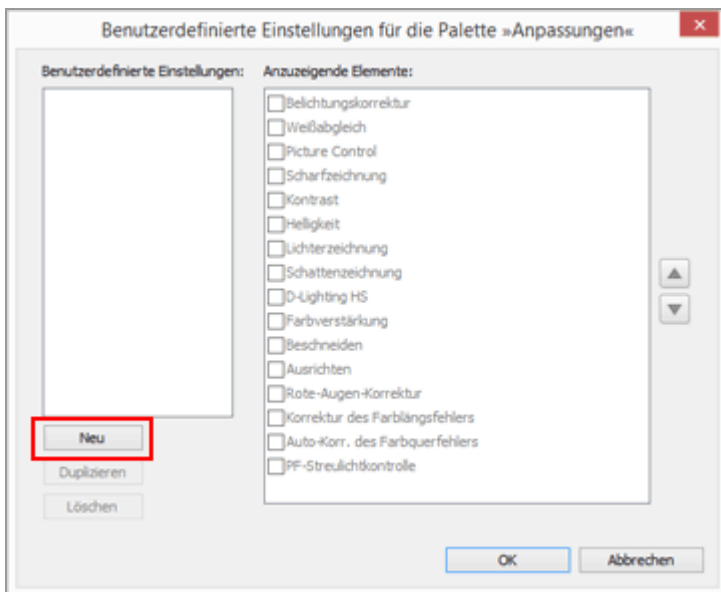 Benutzerdefinierte Einstellungen für die Palette »Anpassungen«
Benutzerdefinierte Einstellungen:
Anzuzeigende Elemente:
Belichtungskorrektur
Weißabgleich
Picture Control
Scharfzeichnung
Kontrast
Helligkeit
Lichterzeichnung
Schattenzeichnung
D-Lighting HS
Farbverstärkung
Beschneiden
Ausrichten
Rote-Augen-Korrektur
Korrektur des Farblängsfehlers
Auto-Korr. des Farbquerfehlers
PF-Streulichtkontrolle
Neu
Duplizieren
Löschen
OK
Abbrechen